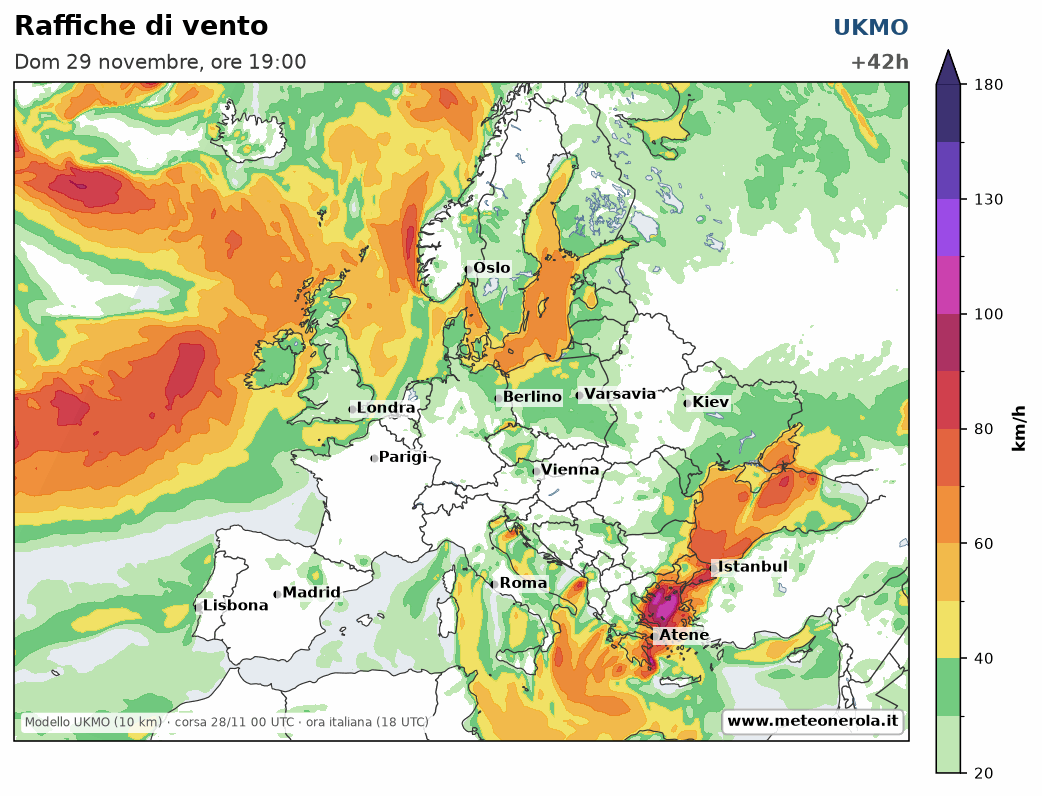 Raffiche di vento
UKMO
Dom 29 novembre, ore 19:00
+42h
180
130
100
80
60
40
20
km/h
Oslo
Berlino
Varsavia
Kiev
Londra
Parigi
Vienna
Istanbul
Roma
Madrid
Lisbona
Atene
Modello UKMO (10 km) · corsa 28/11 00 UTC · ora italiana (18 UTC)
www.meteonerola.it